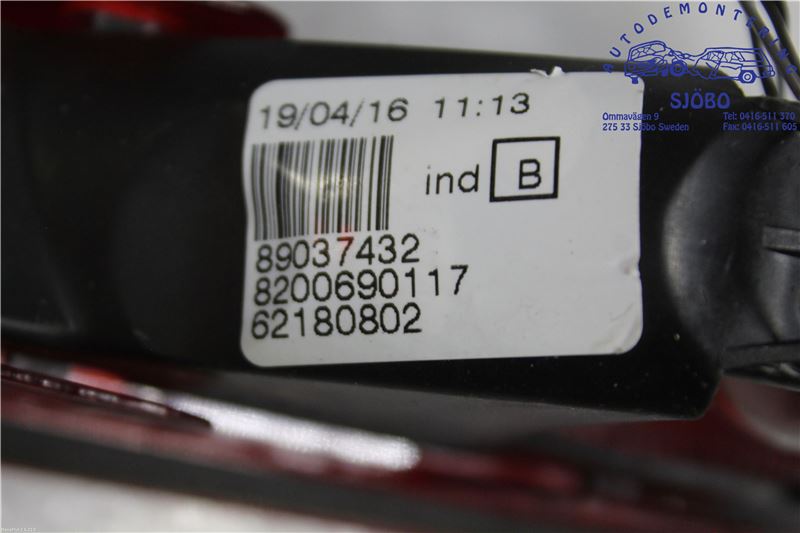 AUTODEMONTERING
SJÖBO
Ommavägen 9
275 33 Sjöbo Sweden
Tel: 0416-511 370
Fax: 0416-511 605
19/04/16 11:13
ind B
89037432
8200690117
62180802